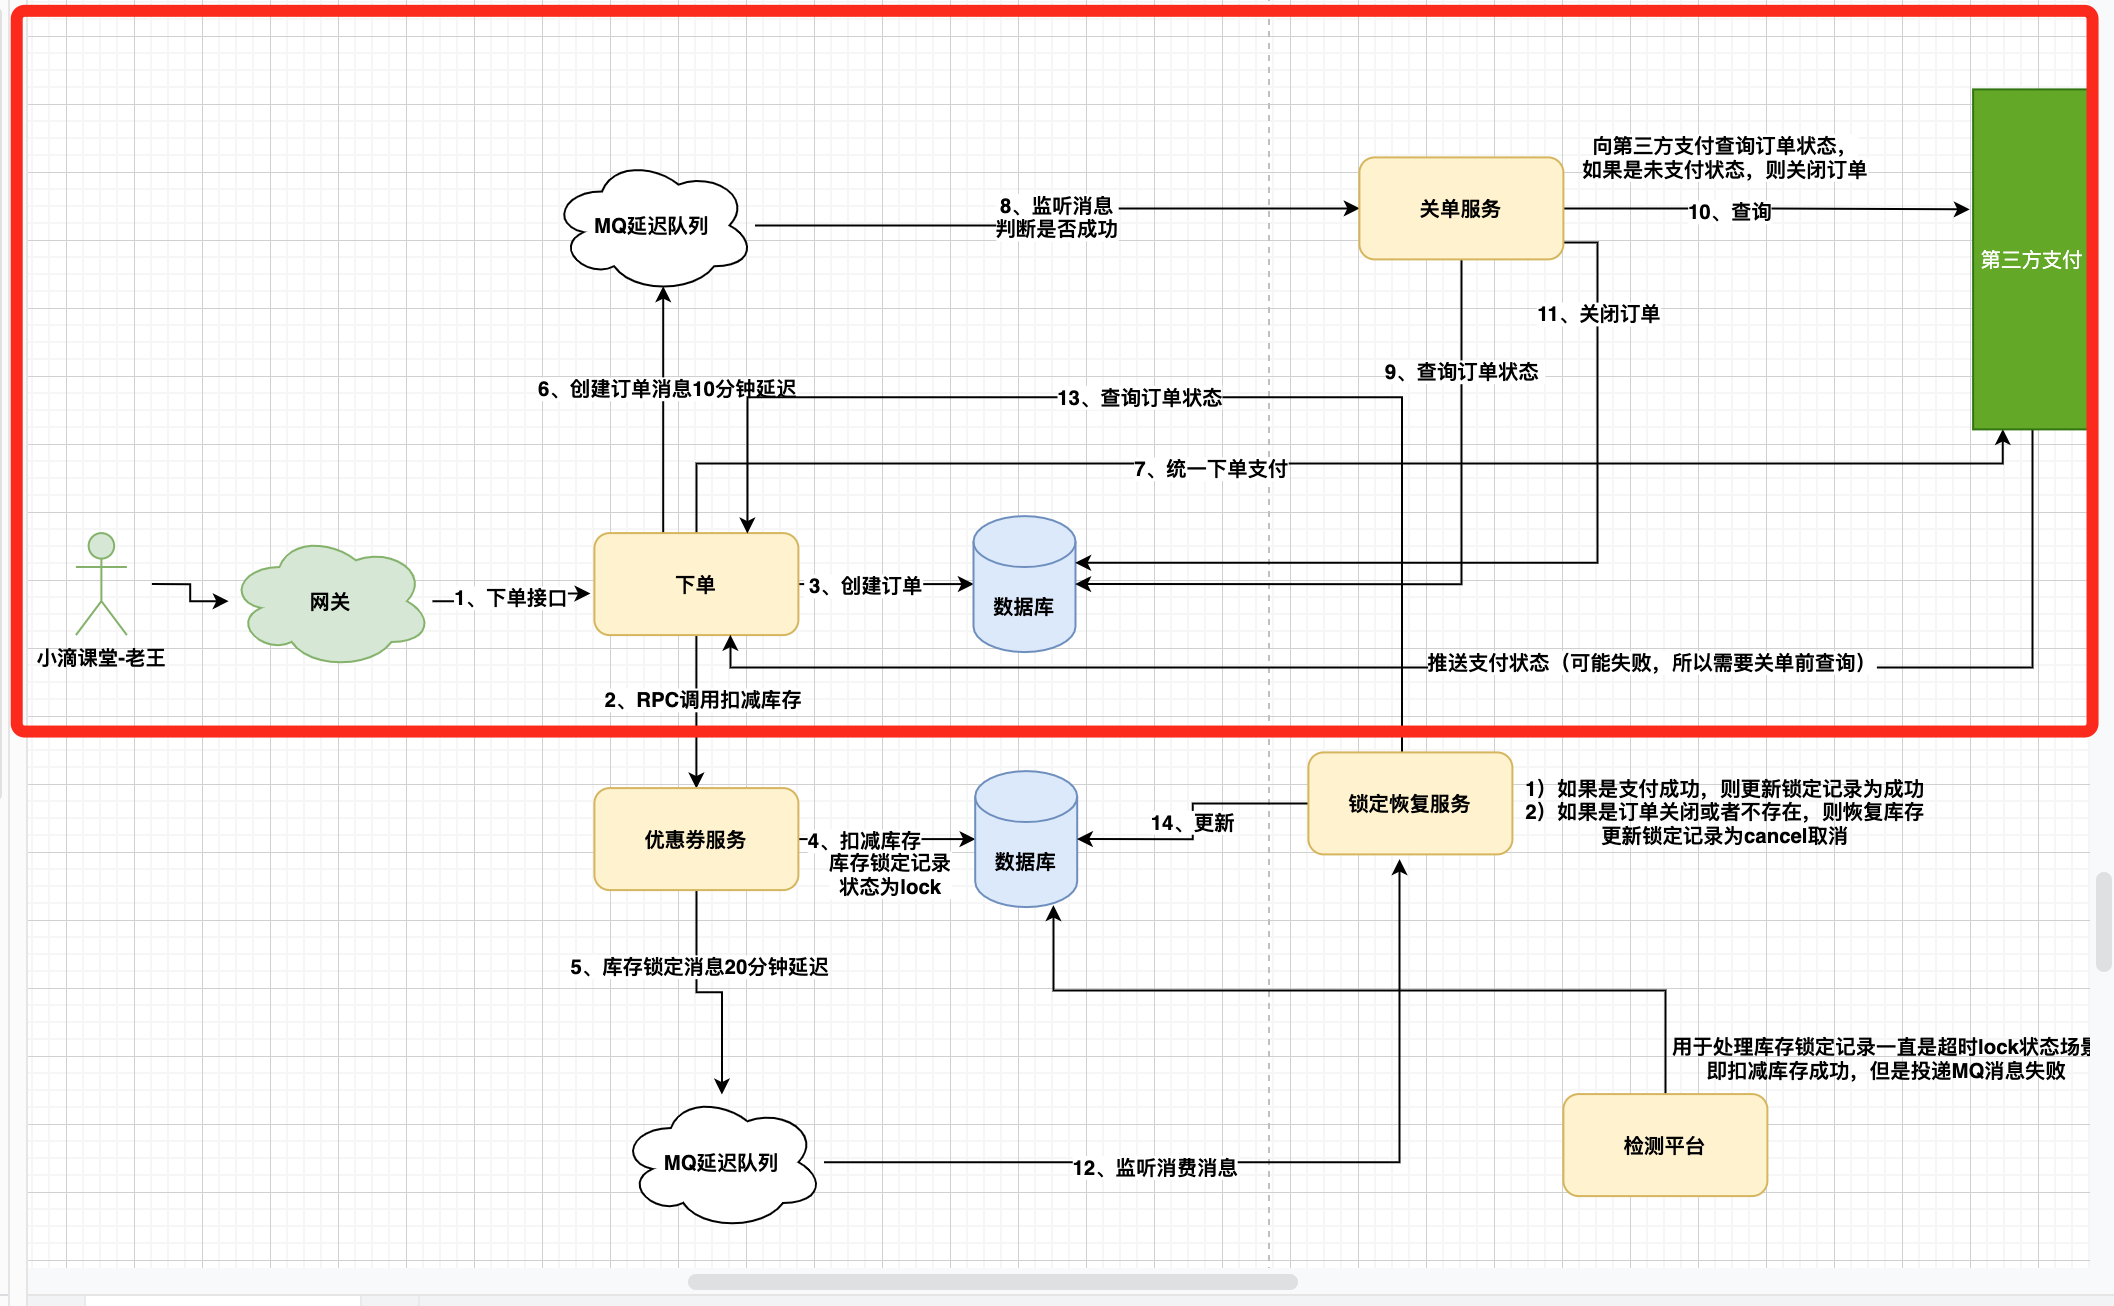 向第三方支付查询订单状态，
如果是未支付状态，则关闭订单
MQ延迟队列
8、监听消息
判断是否成功
关单服务
10、查询
第三方支付
11、关闭订单
9、查询订单状态
6、创建订单消息10分钟延迟
13、查询订单状态
7、统一下单支付
小滴课堂-老王
网关
1、下单接口
下单
3、创建订单
数据库
推送支付状态（可能失败，所以需要关单前查询）
2、RPC调用扣减库存
优惠券服务
4、扣减库存
库存锁定记录
状态为lock
数据库
14、更新
锁定恢复服务
1）如果是支付成功，则更新锁定记录为成功
2）如果是订单关闭或者不存在，则恢复库存
更新锁定记录为cancel取消
5、库存锁定消息20分钟延迟
用于处理库存锁定记录一直是超时lock状态场景
即扣减库存成功，但是投递MQ消息失败
检测平台
MQ延迟队列
12、监听消费消息